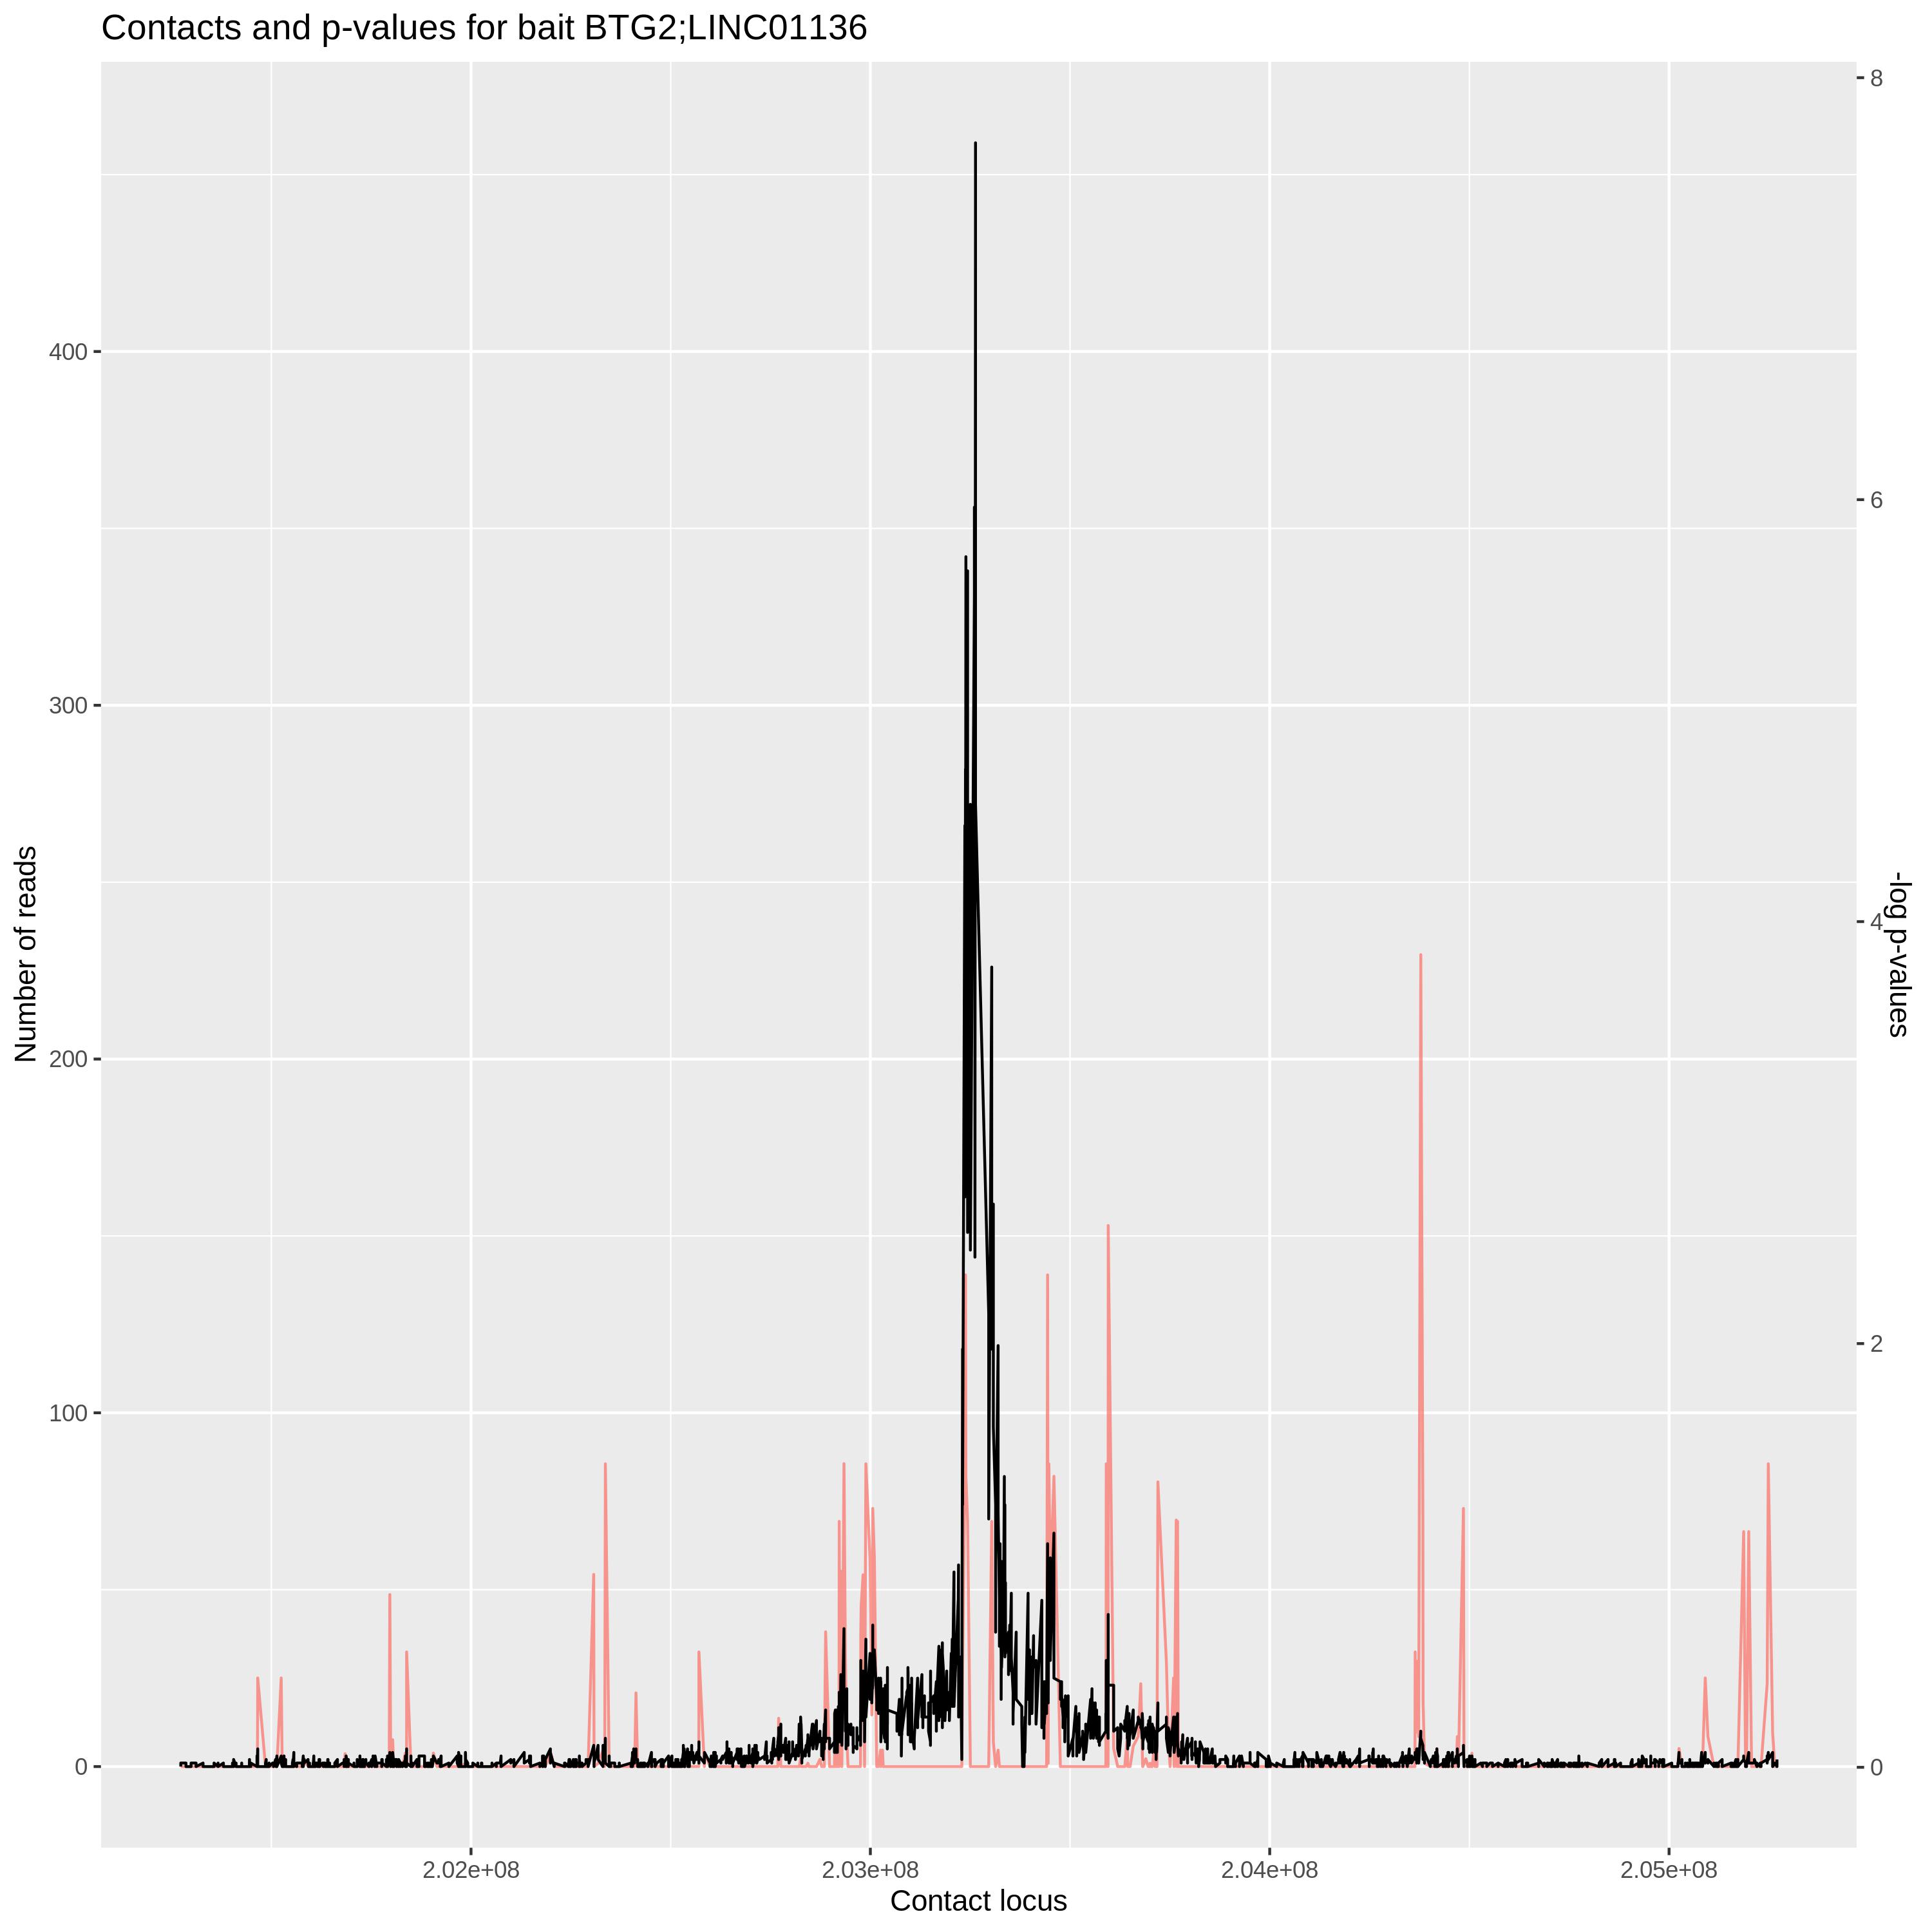 Contacts and p-values for bait BTG2;LINC01136
8
6
4
2
0
-log p-values
400
300
200
100
0
Number of reads
2.02e+08 2.03e+08 2.04e+08 2.05e+08
Contact locus